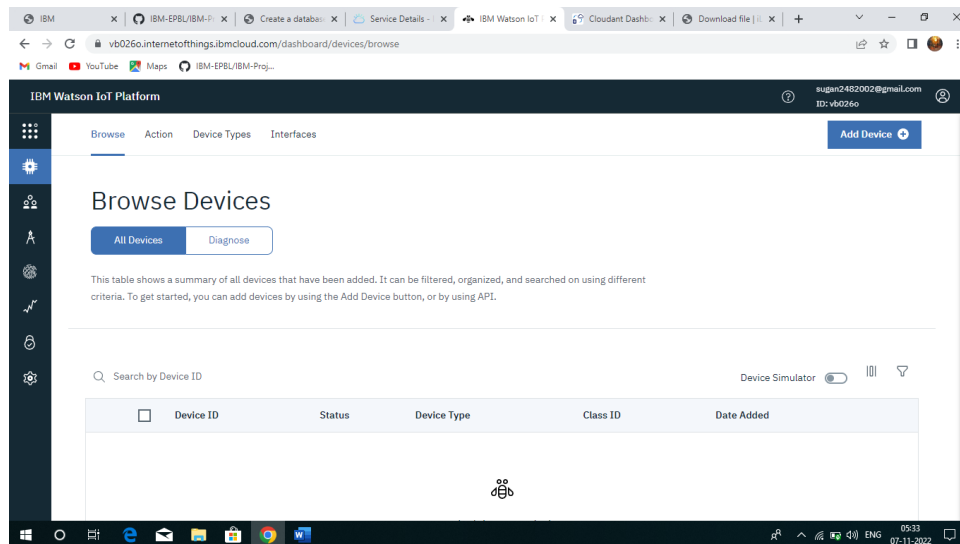 IBM
IBM-EPBL/IBM-Pr
Create a databas
Service Details -
IBM Watson IoT
Cloudant Dashbo
Download file | iL
vb026o.internetofthings.ibmcloud.com/dashboard/devices/browse
Gmail YouTube Maps IBM-EPBL/IBM-Proj...
IBM Watson IoT Platform
sugan2482002@gmail.com
ID: vb026o
Browse Action Device Types Interfaces
Add Device
Browse Devices
All Devices Diagnose
This table shows a summary of all devices that have been added. It can be filtered, organized, and searched on using different
criteria. To get started, you can add devices by using the Add Device button, or by using API.
Search by Device ID
Device Simulator
Device ID Status Device Type Class ID Date Added
ENG
05:33
07-11-2022